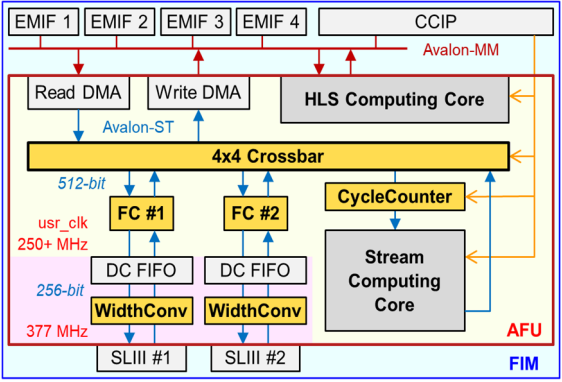 EMIF 1 EMIF 2 EMIF 3 EMIF 4 CCIP
Avalon-MM
Read DMA Write DMA HLS Computing Core
Avalon-ST
4x4 Crossbar
512-bit
FC #1 FC #2 CycleCounter
usr_clk
250+ MHz
Stream
Computing
Core
DC FIFO DC FIFO
256-bit
WidthConv WidthConv
377 MHz
AFU
SLIII #1 SLIII #2
FIM